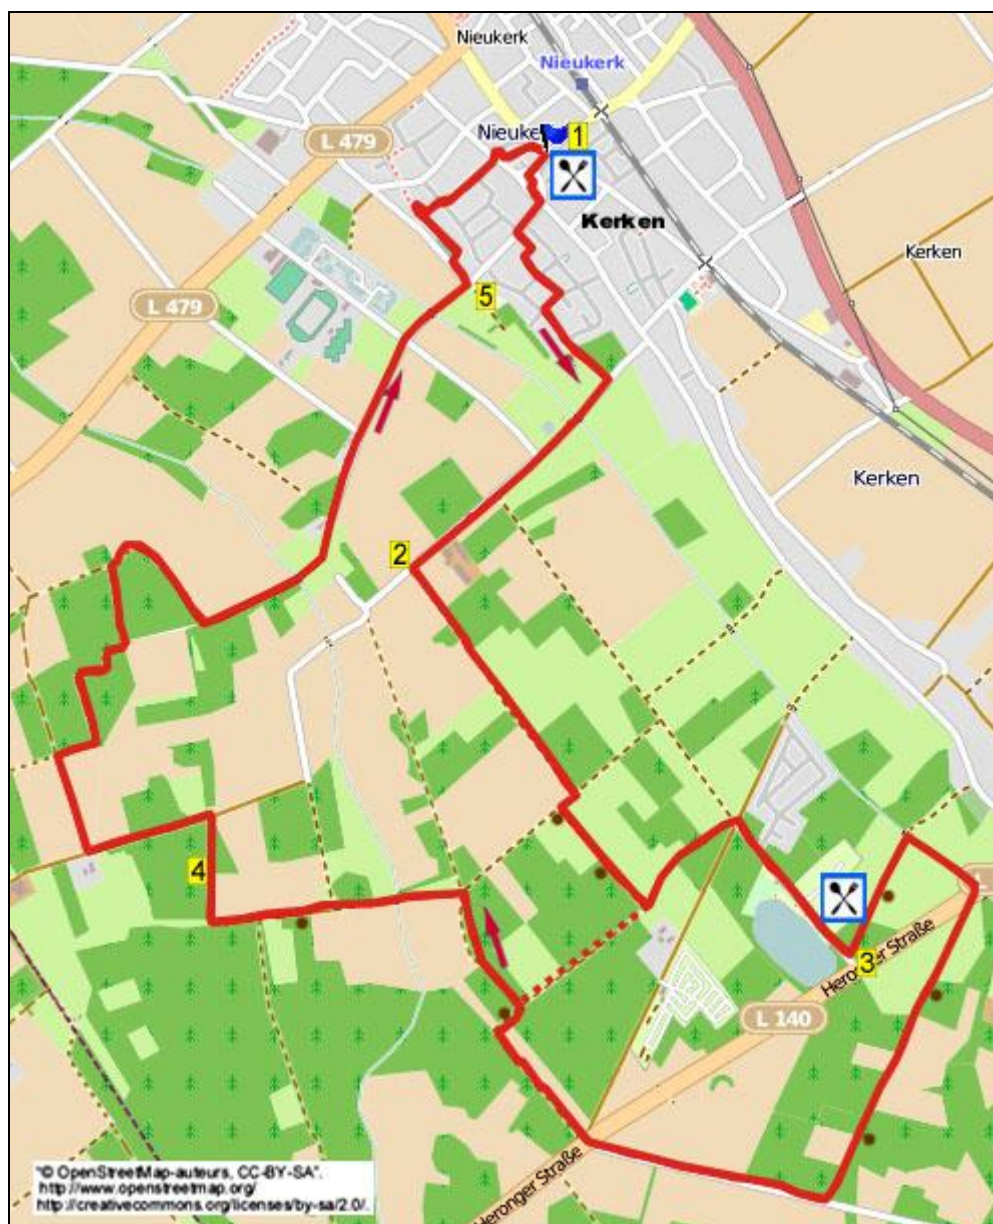 Nieukerk
Nieukerk
L 479
Nieuke
1
Kerken
Kerken
L 479
5
Kerken
2
4
3
Heronger Straße
L 140
Heronger Straße
"© OpenStreetMap-auteurs, CC-BY-SA".
http://www.openstreetmap.org/
http://creativecommons.org/licenses/by-sa/2.0/.